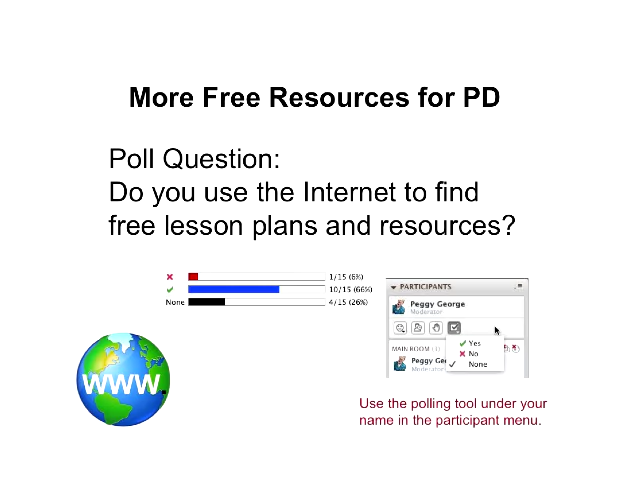 More Free Resources for PD
Poll Question:
Do you use the Internet to find
free lesson plans and resources?
1/15 (6%)
10/15 (66%)
None 4/15 (26%)
PARTICIPANTS
Peggy George
Moderator
Yes
MAIN ROOM
No
Peggy
None
Moderator
WWW.
Use the polling tool under your
name in the participant menu.